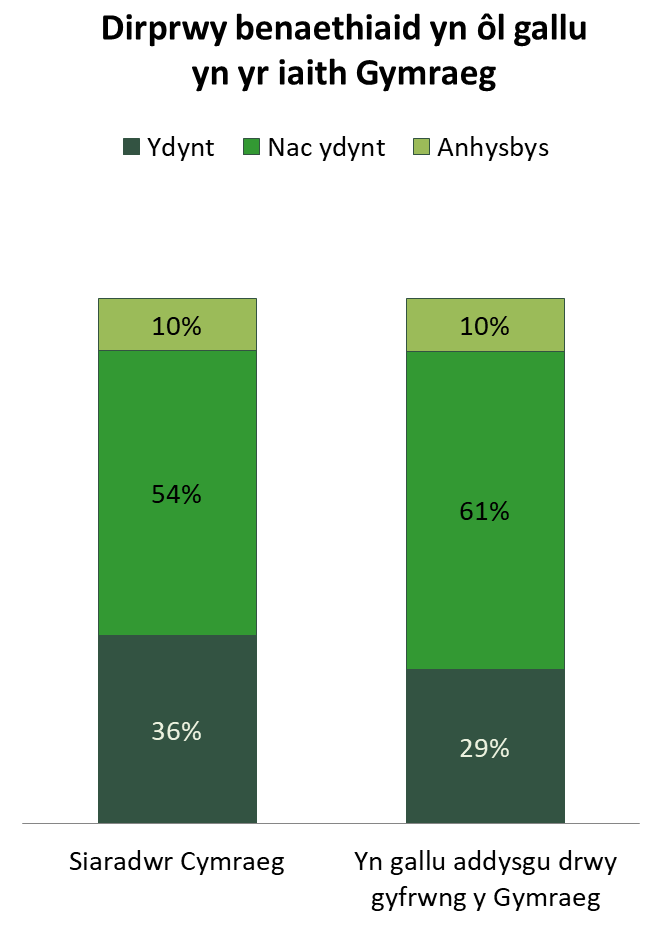 Dirprwy benaethiaid yn ôl gallu
yn yr iaith Gymraeg
Ydynt Nac ydynt Anhysbys
10% 10%
54% 61%
36% 29%
Siaradwr Cymraeg
Yn gallu addysgu drwy
gyfrwng y Gymraeg